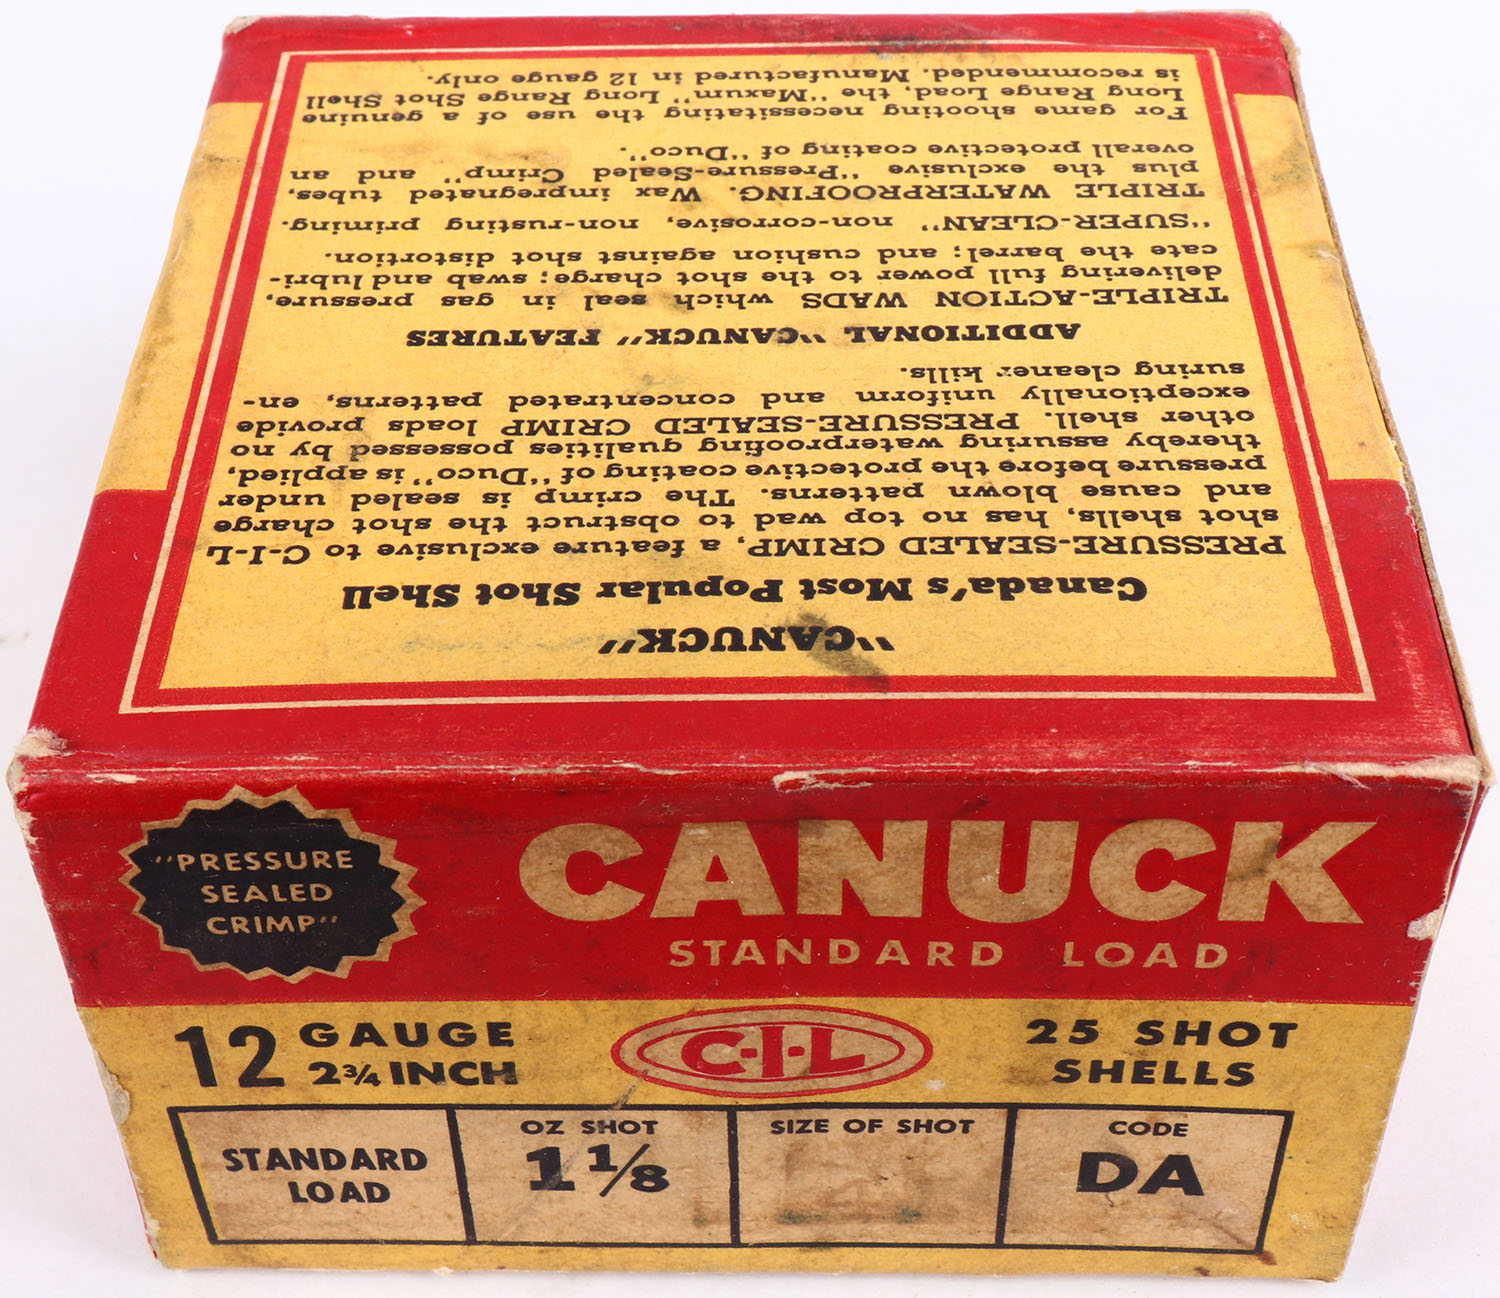 "CANUCK"
Canada's Most Popular Shot Shell
PRESSURE-SEALED CRIMP, a feature exclusive to C-I-L
shot shells, has no top wad to obstruct the shot charge
and cause blown patterns. The crimp is sealed under
pressure before the protective coating of "Duco" is applied,
thereby assuring waterproofing qualities possessed by no
other shell. PRESSURE-SEALED CRIMP loads provide
exceptionally uniform and concentrated patterns, en-
suring cleaner kills.
ADDITIONAL "CANUCK" FEATURES
TRIPLE-ACTION WADS which seal in gas pressure,
delivering full power to the shot charge; swab and lubri-
cate the barrel; and cushion against shot distortion.
"SUPER-CLEAN" non-corrosive, non-rusting priming.
TRIPLE WATERPROOFING. Wax impregnated tubes,
plus the exclusive "Pressure-Sealed Crimp" and an
overall protective coating of "Duco".
For game shooting necessitating the use of a genuine
Long Range Load, the "Maxum" Long Range Shot Shell
is recommended. Manufactured in 12 gauge only.
"PRESSURE
SEALED
CRIMP"
CANUCK
STANDARD LOAD
12 GAUGE
2¾ INCH
C-I-L
25 SHOT
SHELLS
STANDARD
LOAD
OZ SHOT
1 1/8
SIZE OF SHOT
CODE
DA